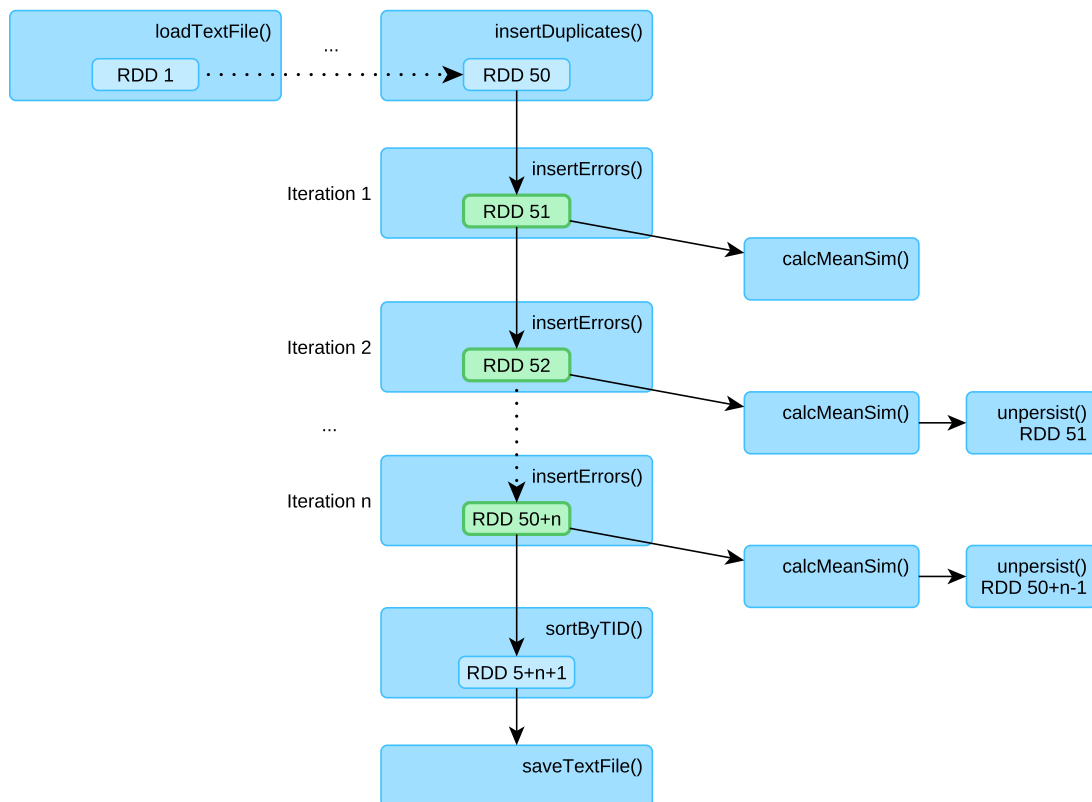 loadTextFile()
...
insertDuplicates()
RDD 1
RDD 50
insertErrors()
Iteration 1
RDD 51
calcMeanSim()
insertErrors()
Iteration 2
RDD 52
calcMeanSim()
unpersist()
RDD 51
...
insertErrors()
Iteration n
RDD 50+n
calcMeanSim()
unpersist()
RDD 50+n-1
sortByTID()
RDD 5+n+1
saveTextFile()